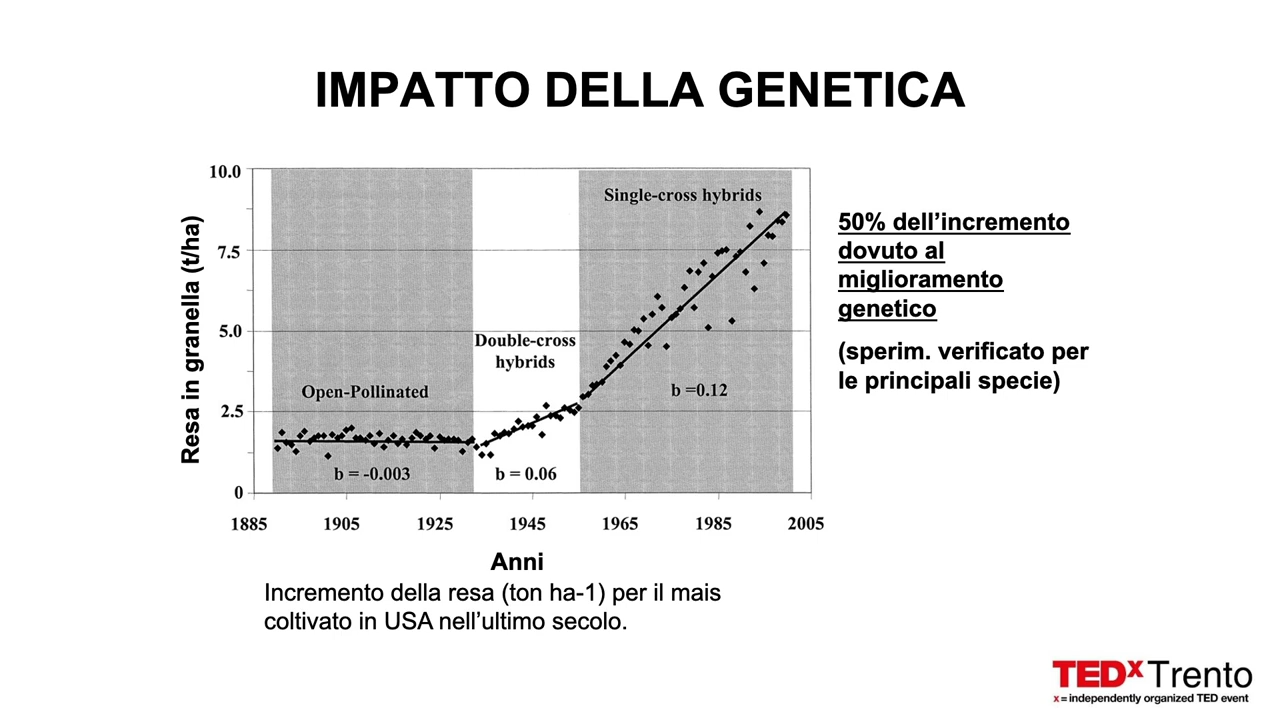 IMPATTO DELLA GENETICA
10.0
7.5
5.0
2.5
0
Resa in granella (t/ha)
Single-cross hybrids
Double-cross
hybrids
Open-Pollinated
b = -0.003
b = 0.06
b =0.12
1885 1905 1925 1945 1965 1985 2005
Anni
50% dell’incremento
dovuto al
miglioramento
genetico
(sperim. verificato per
le principali specie)
Incremento della resa (ton ha-1) per il mais
coltivato in USA nell’ultimo secolo.
TEDx Trento
x = independently organized TED event